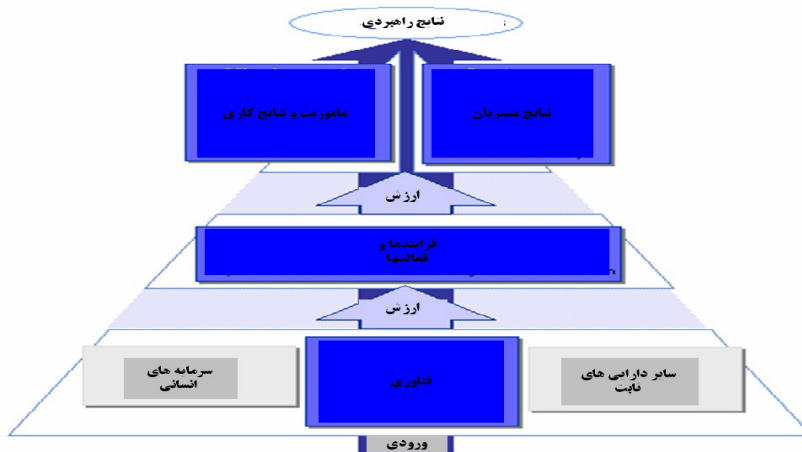 نتایج راهبردی
نتایج مشتریان
ماموریت و نتایج کاری
ارزش
فرایندها و
فعالیتها
ارزش
سایر دارایی های
ثابت
فناوری
سرمایه های
انسانی
ورودی